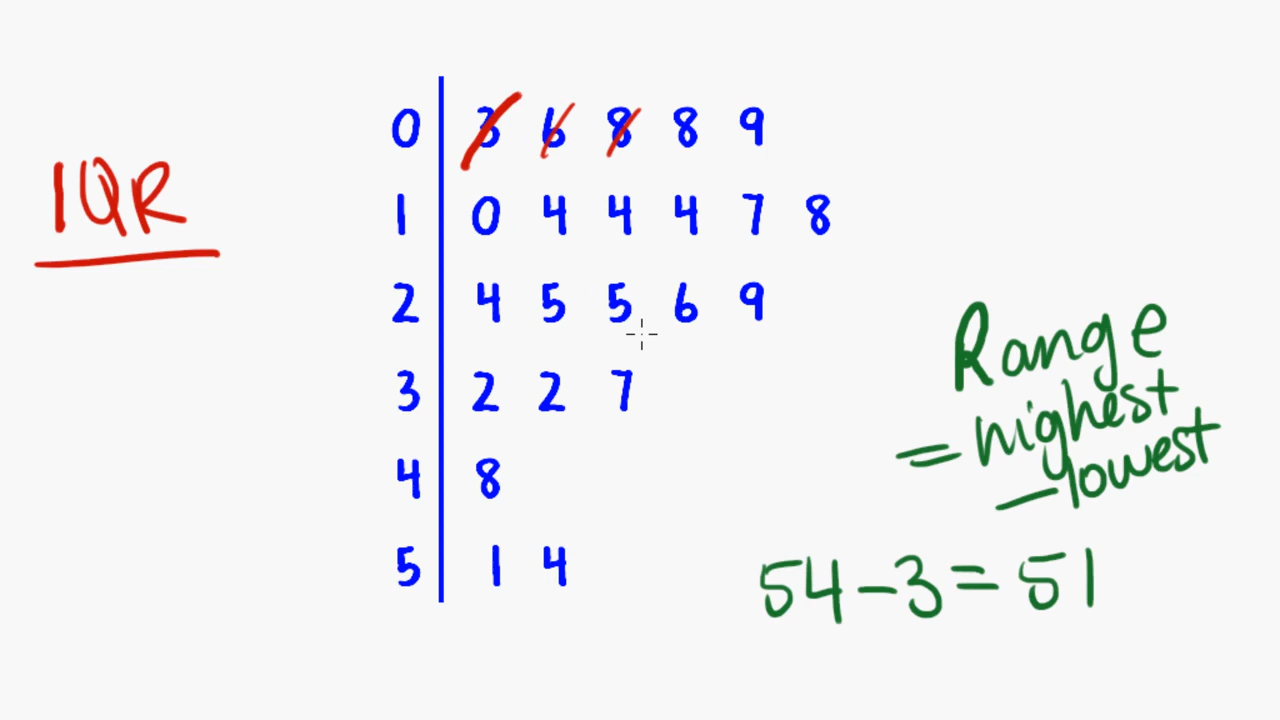 IQR
0 | 3 6 8 8 9
1 | 0 4 4 4 7 8
2 | 4 5 5 6 9
3 | 2 2 7
4 | 8
5 | 1 4
Range
= highest
- lowest
54 - 3 = 51